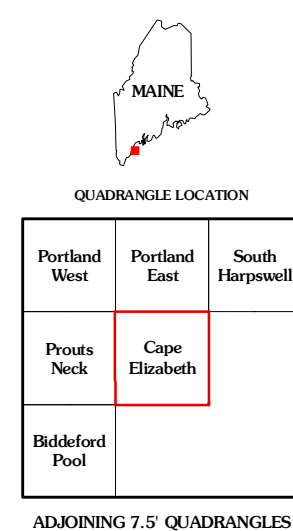 MAINE
QUADRANGLE LOCATION
Portland
West
Portland
East
South
Harpswell
Prouts
Neck
Cape
Elizabeth
Biddeford
Pool
ADJOINING 7.5' QUADRANGLES